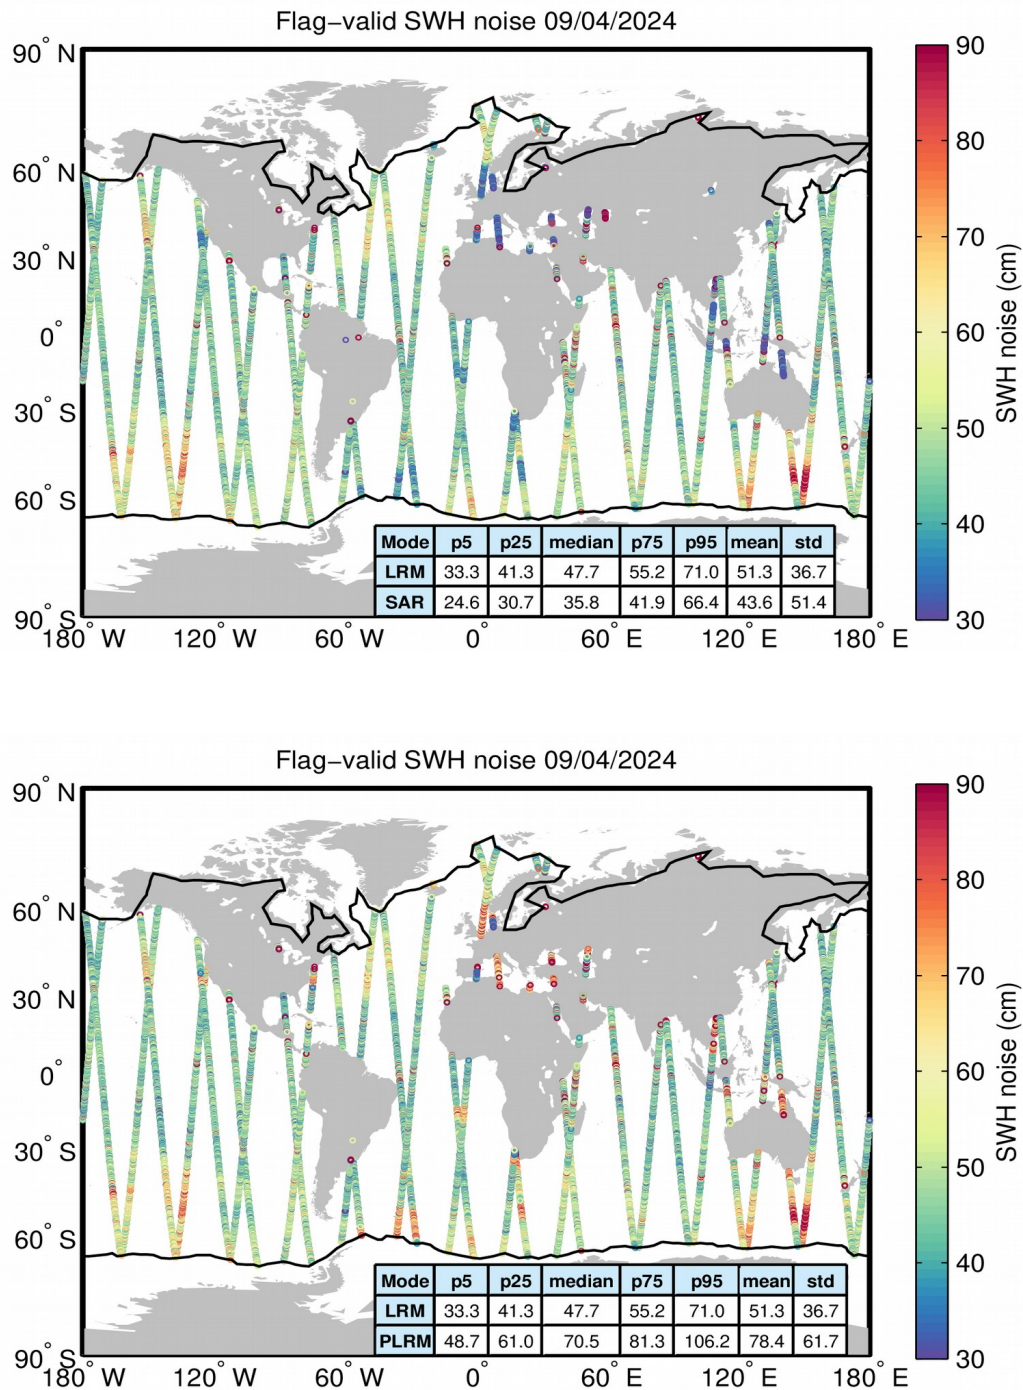 Flag−valid SWH noise 09/04/2024
90° N
60° N
30° N
0°
30° S
60° S
90° S
180° W 120° W 60° W 0° 60° E 120° E 180° E
90
80
70
60
50
40
30
SWH noise (cm)
Mode p5 p25 median p75 p95 mean std
LRM 33.3 41.3 47.7 55.2 71.0 51.3 36.7
SAR 24.6 30.7 35.8 41.9 66.4 43.6 51.4
Flag−valid SWH noise 09/04/2024
90° N
60° N
30° N
0°
30° S
60° S
90° S
180° W 120° W 60° W 0° 60° E 120° E 180° E
90
80
70
60
50
40
30
SWH noise (cm)
Mode p5 p25 median p75 p95 mean std
LRM 33.3 41.3 47.7 55.2 71.0 51.3 36.7
PLRM 48.7 61.0 70.5 81.3 106.2 78.4 61.7